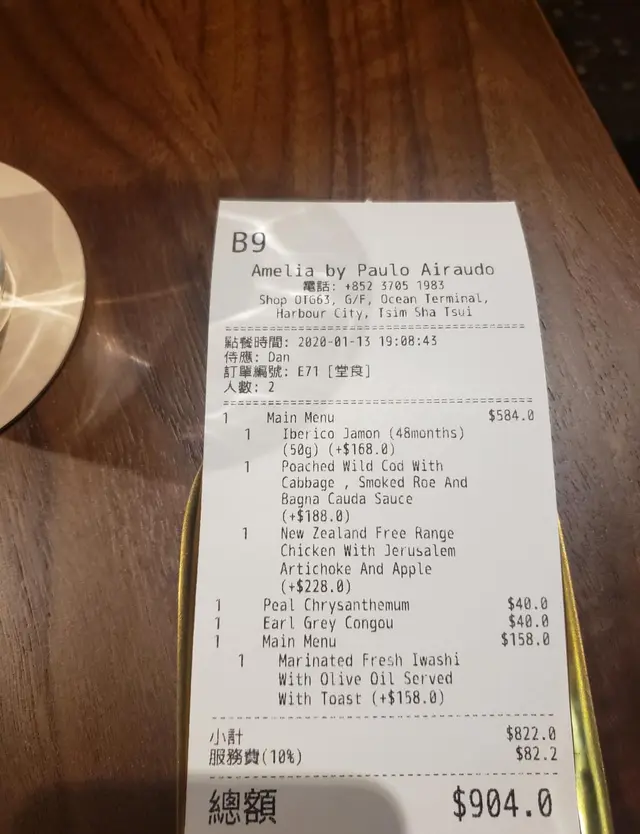 B9
Amelia by Paulo Airaudo
電話: +852 3705 1983
Shop OTG63, G/F, Ocean Terminal,
Harbour City, Tsim Sha Tsui
點餐時間: 2020-01-13 19:08:43
侍應: Dan
訂單編號: E71 [堂食]
人數: 2
1 Main Menu $584.0
1 Iberico Jamon (48months)
(50g) (+$168.0)
1 Poached Wild Cod With
Cabbage , Smoked Roe And
Bagna Cauda Sauce
(+$188.0)
1 New Zealand Free Range
Chicken With Jerusalem
Artichoke And Apple
(+$228.0)
1 Peal Chrysanthemum $40.0
1 Earl Grey Congou $40.0
1 Main Menu $158.0
1 Marinated Fresh Iwashi
With Olive Oil Served
With Toast (+$158.0)
小計 $822.0
服務費(10%) $82.2
總額 $904.0